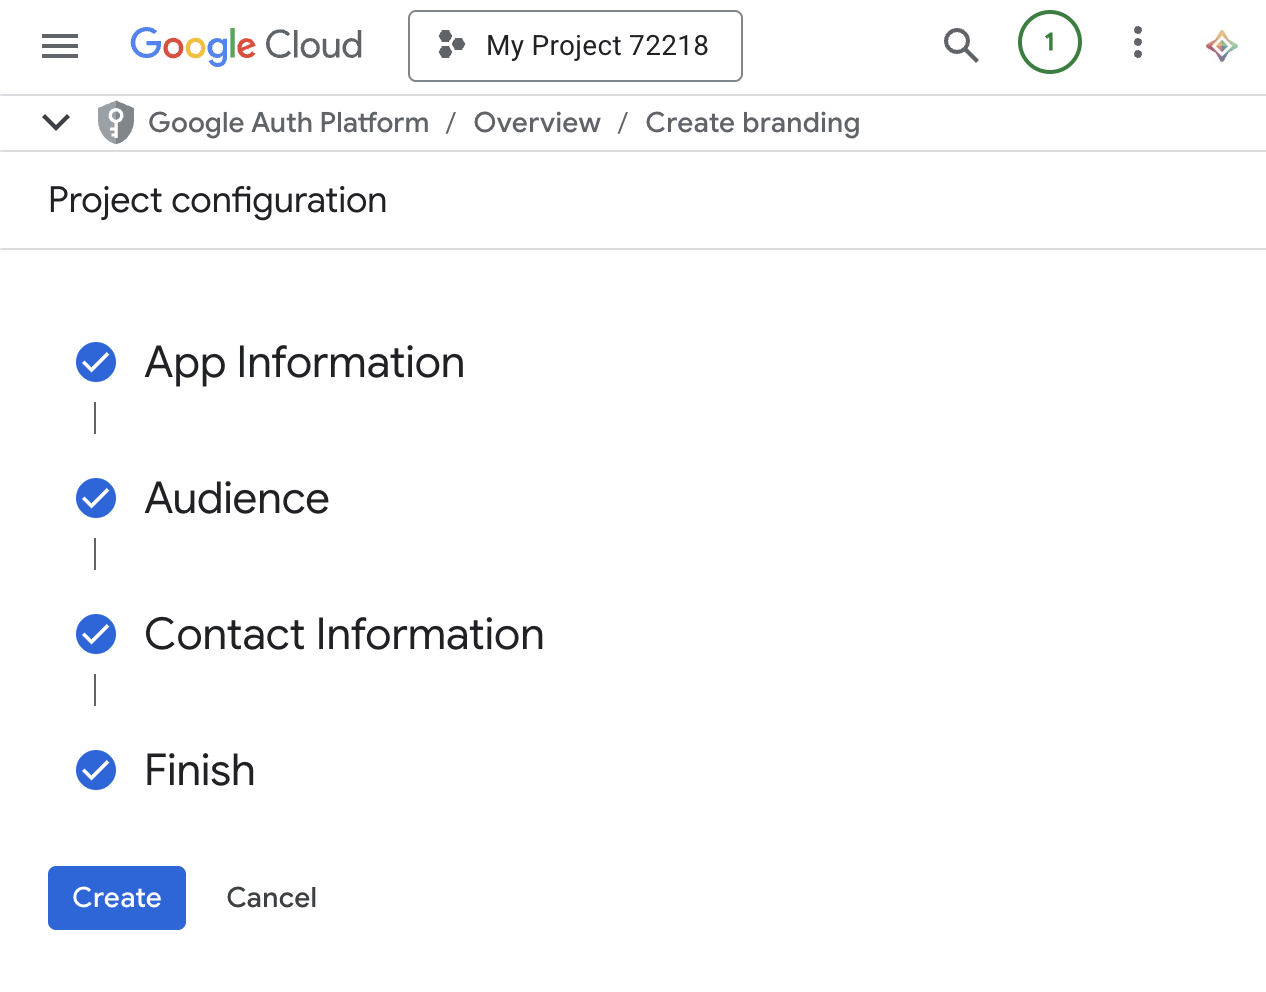 Google Cloud My Project 72218 1
Google Auth Platform / Overview / Create branding
Project configuration
App Information
Audience
Contact Information
Finish
Create Cancel